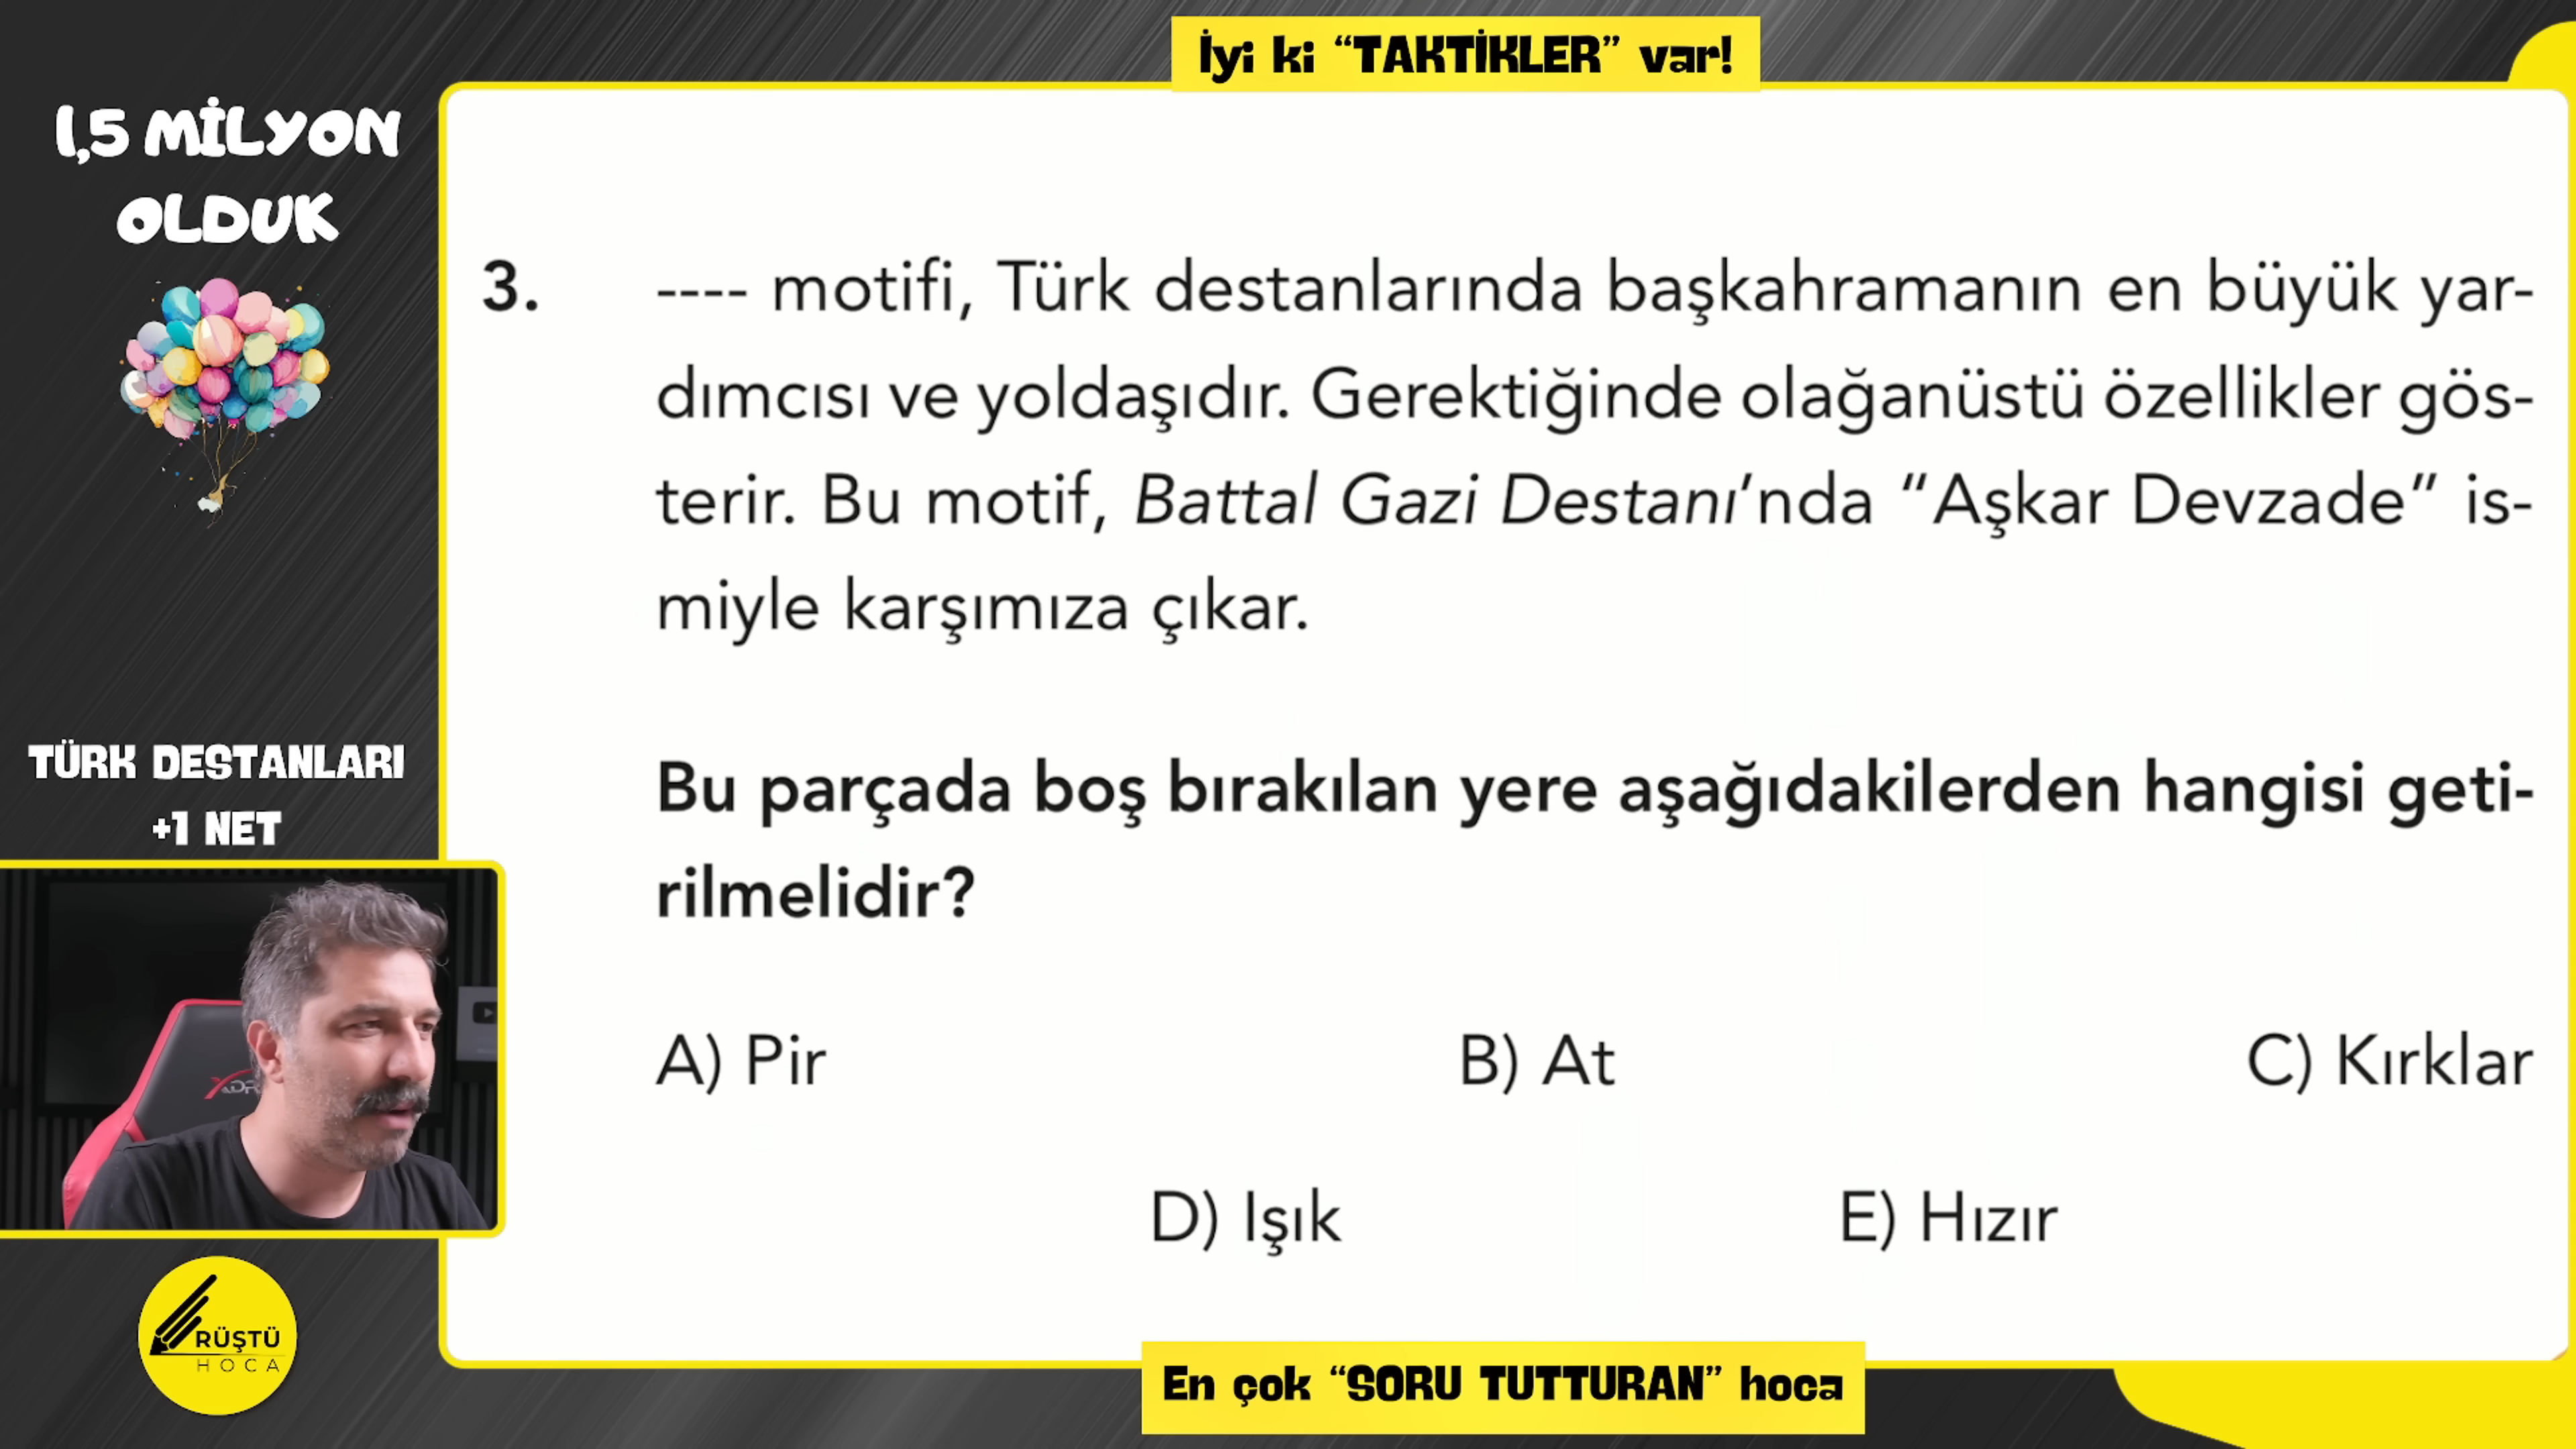 İyi ki “TAKTİKLER” var!
1,5 MİLYON
OLDUK
3. ---- motifi, Türk destanlarında başkahramanın en büyük yar-
dımcısı ve yoldaşıdır. Gerektiğinde olağanüstü özellikler gös-
terir. Bu motif, Battal Gazi Destanı’nda “Aşkar Devzade” is-
miyle karşımıza çıkar.
Bu parçada boş bırakılan yere aşağıdakilerden hangisi geti-
rilmelidir?
A) Pir B) At C) Kırklar
D) Işık E) Hızır
TÜRK DESTANLARI
+1 NET
RÜŞTÜ
HOCA
En çok “SORU TUTTURAN” hoca